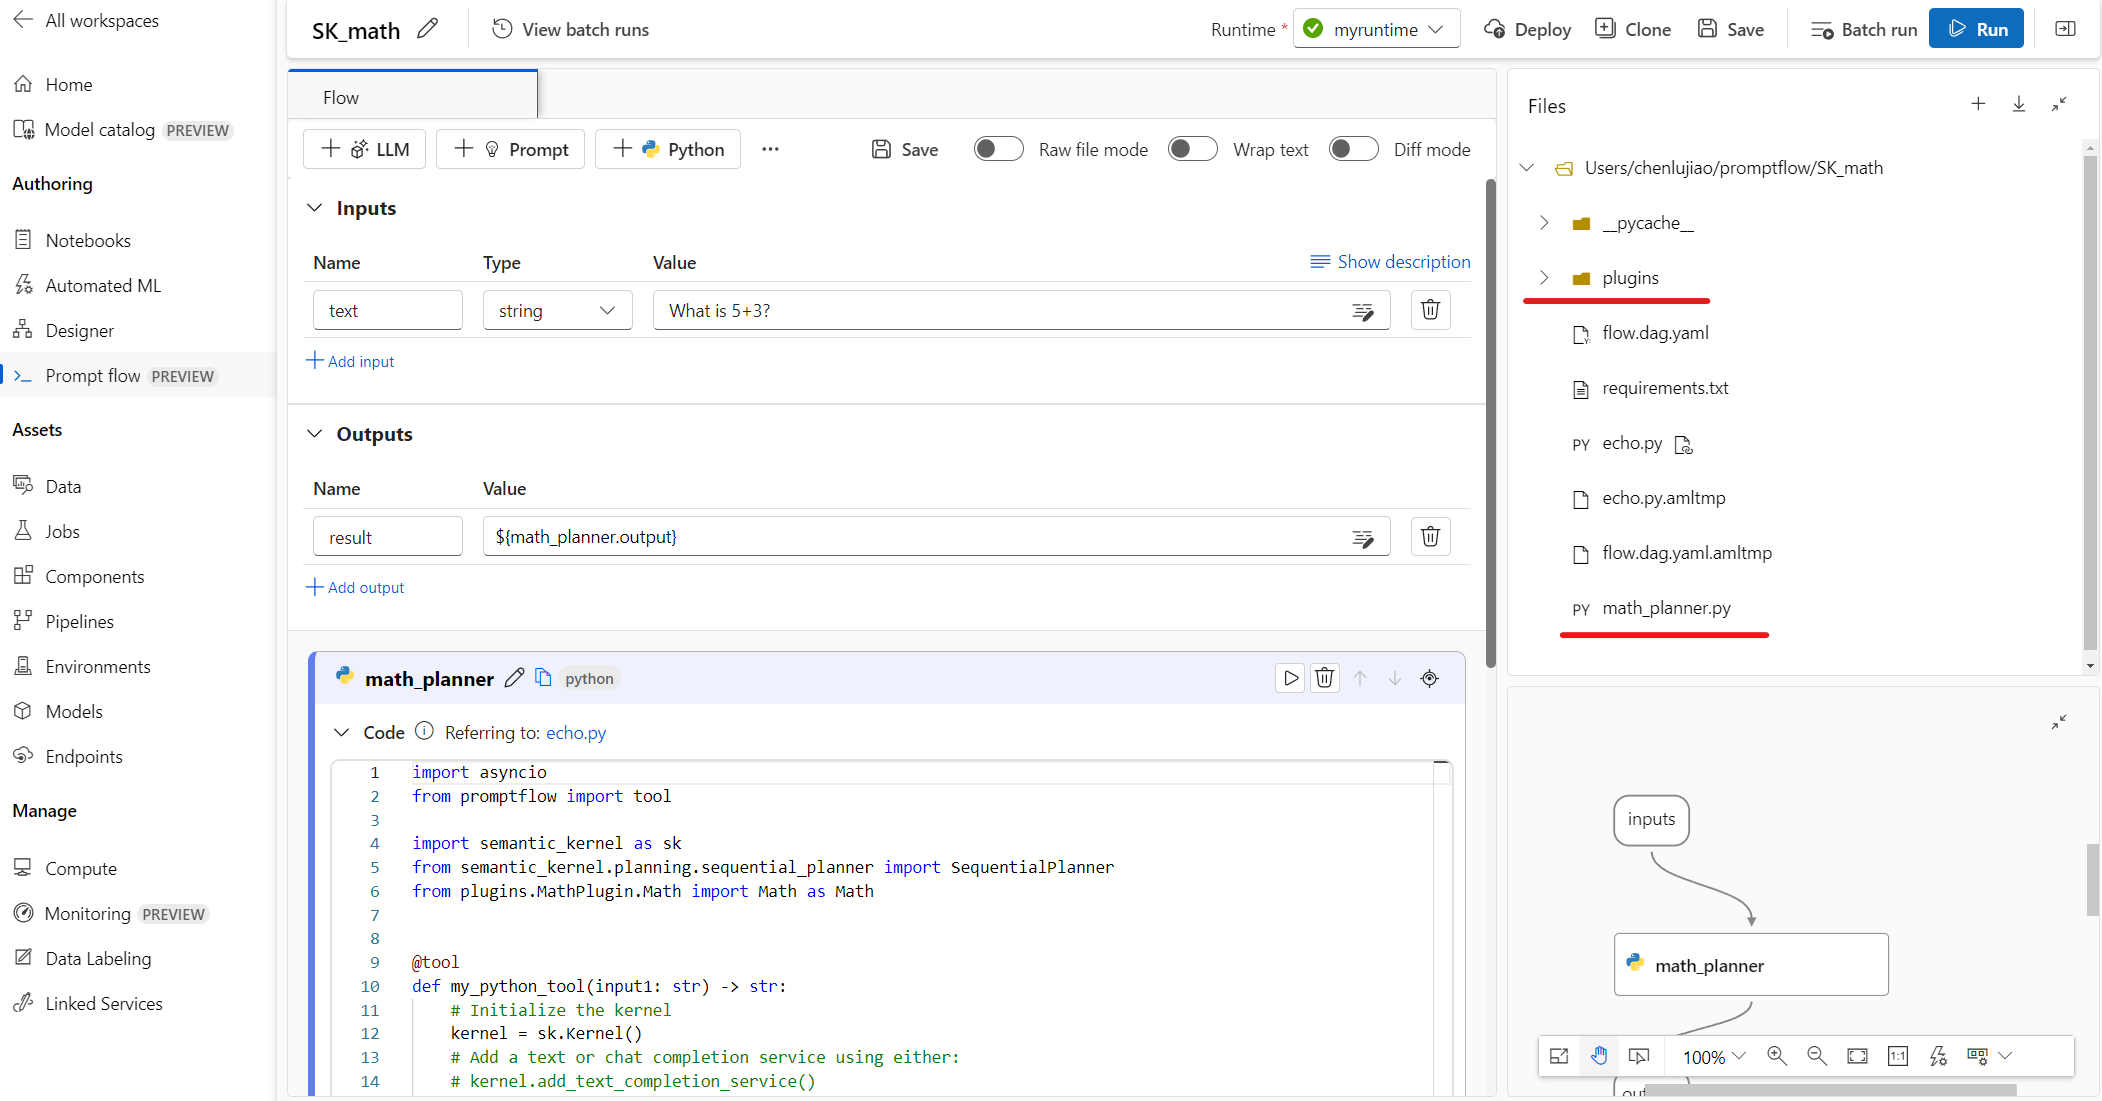 All workspaces
Home
Model catalog PREVIEW
Authoring
Notebooks
Automated ML
Designer
Prompt flow PREVIEW
Assets
Data
Jobs
Components
Pipelines
Environments
Models
Endpoints
Manage
Compute
Monitoring PREVIEW
Data Labeling
Linked Services
SK_math
View batch runs
Runtime * myruntime
Deploy
Clone
Save
Batch run
Run
Flow
LLM
Prompt
Python
...
Save
Raw file mode
Wrap text
Diff mode
Inputs
Name Type Value Show description
text string What is 5+3?
Add input
Outputs
Name Value
result ${math_planner.output}
Add output
math_planner python
Code Referring to: echo.py
1 import asyncio
2 from promptflow import tool
3
4 import semantic_kernel as sk
5 from semantic_kernel.planning.sequential_planner import SequentialPlanner
6 from plugins.MathPlugin.Math import Math as Math
7
8
9 @tool
10 def my_python_tool(input1: str) -> str:
11 # Initialize the kernel
12 kernel = sk.Kernel()
13 # Add a text or chat completion service using either:
14 # kernel.add_text_completion_service()
Files
Users/chenlujiao/promptflow/SK_math
__pycache__
plugins
flow.dag.yaml
requirements.txt
PY echo.py
echo.py.amltmp
flow.dag.yaml.amltmp
PY math_planner.py
inputs
math_planner
100% 1:1